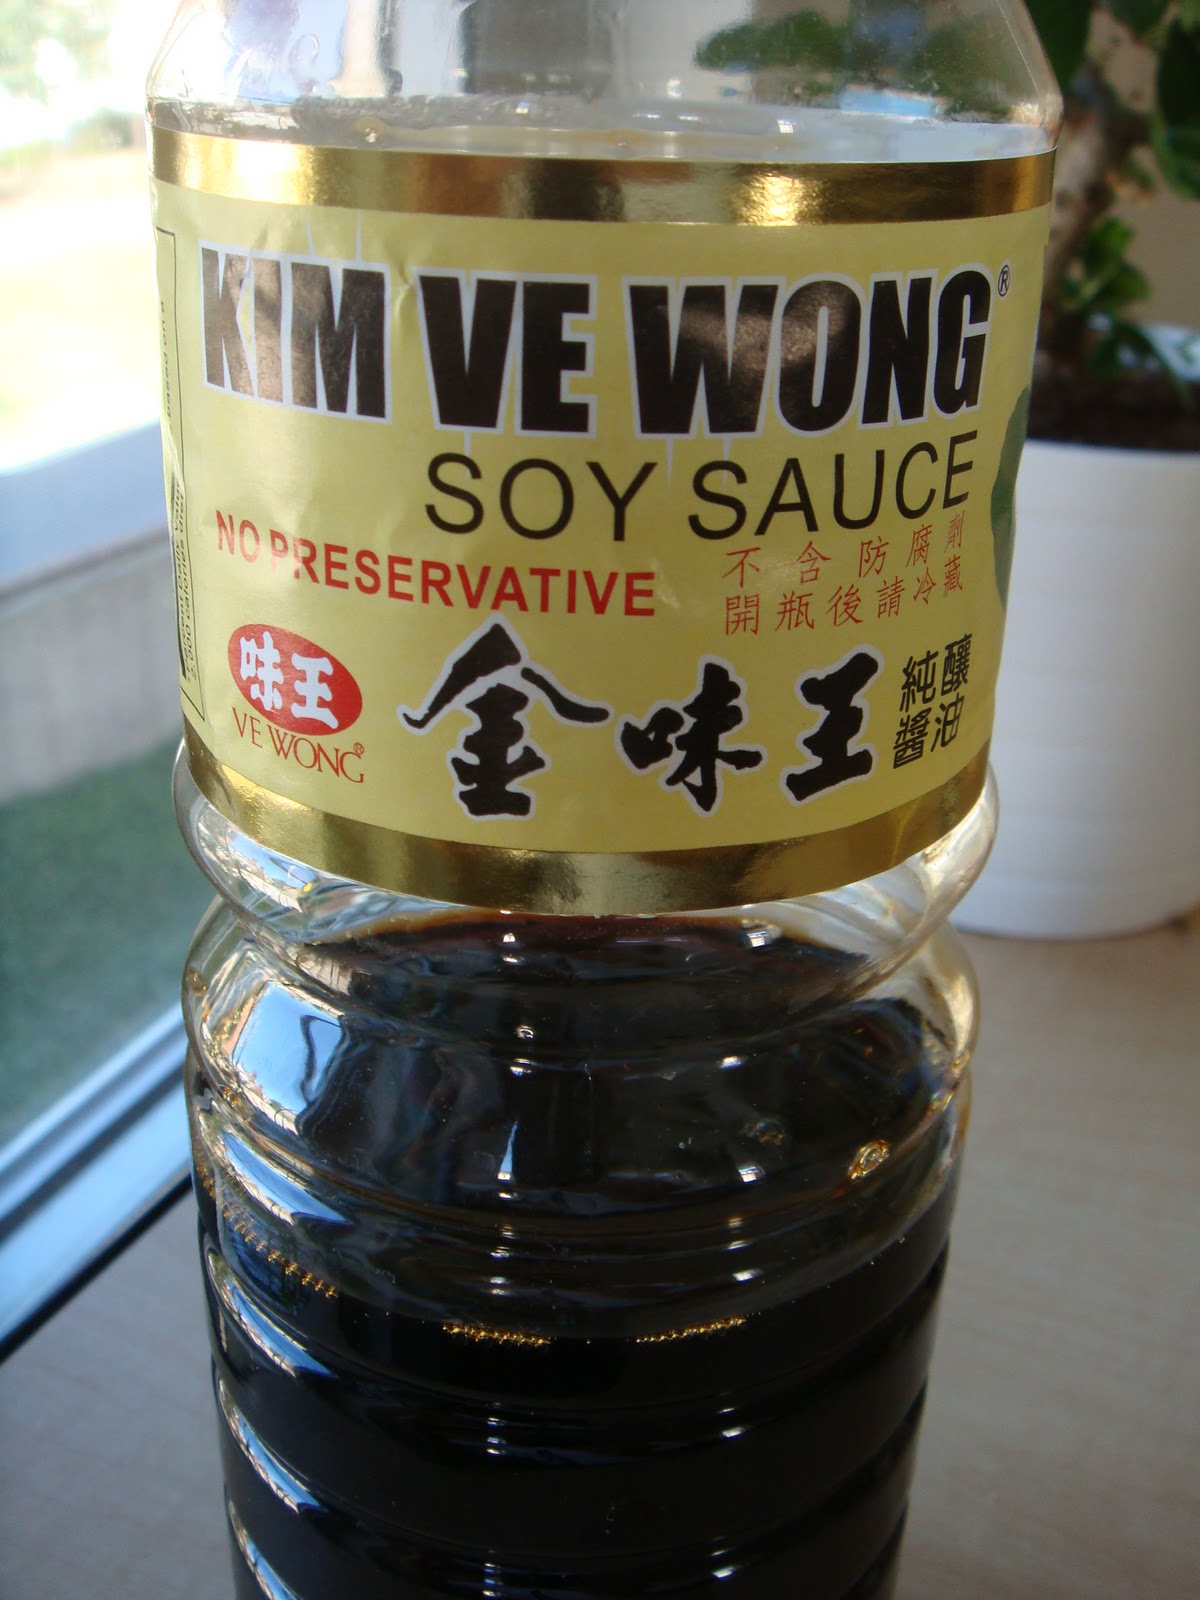 KIM VE WONG®
SOY SAUCE
NO PRESERVATIVE
不含防腐劑
開瓶後請冷藏
味王
VE WONG®
金味王
純釀
醬油